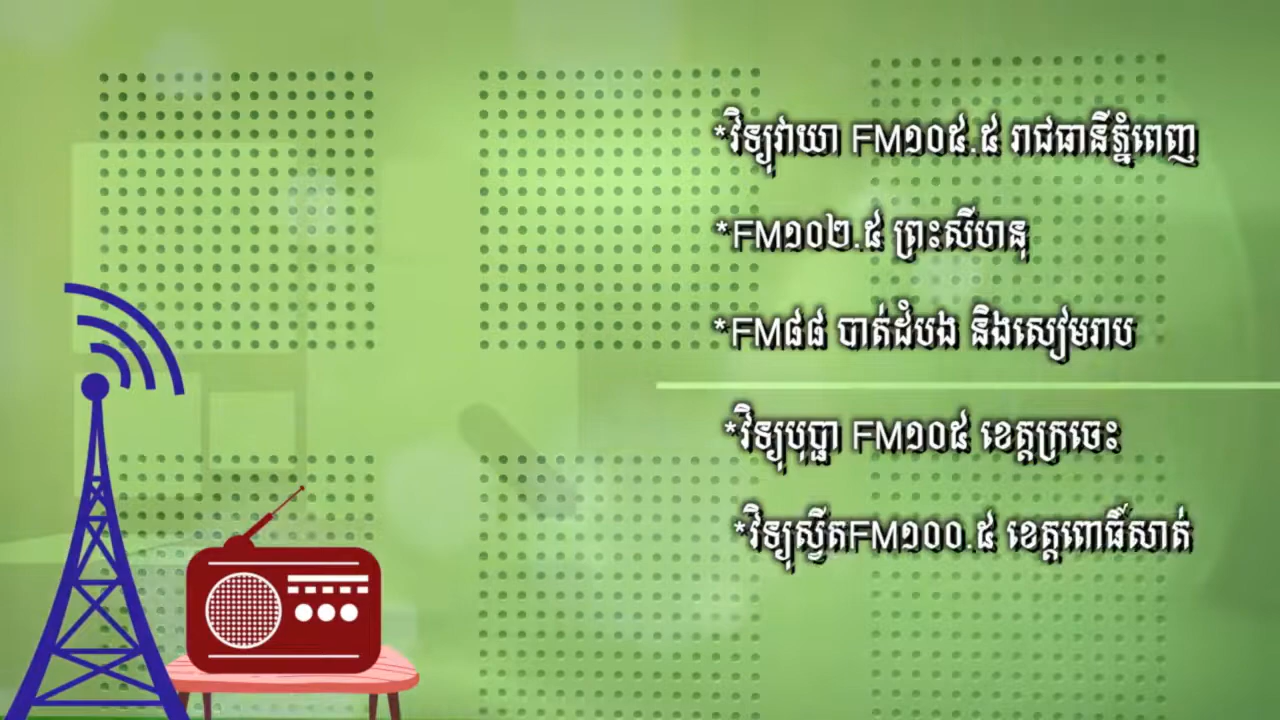 *វិទ្យុវាយោ FM១០៥.៥ រាជធានីភ្នំពេញ
*FM១០២.៥ ព្រះសីហនុ
*FM៨៨ បាត់ដំបង និងសៀមរាប
*វិទ្យុបុប្ផា FM១០៥ ខេត្តក្រចេះ
*វិទ្យុស្វីតFM១០០.៥ ខេត្តពោធិ៍សាត់